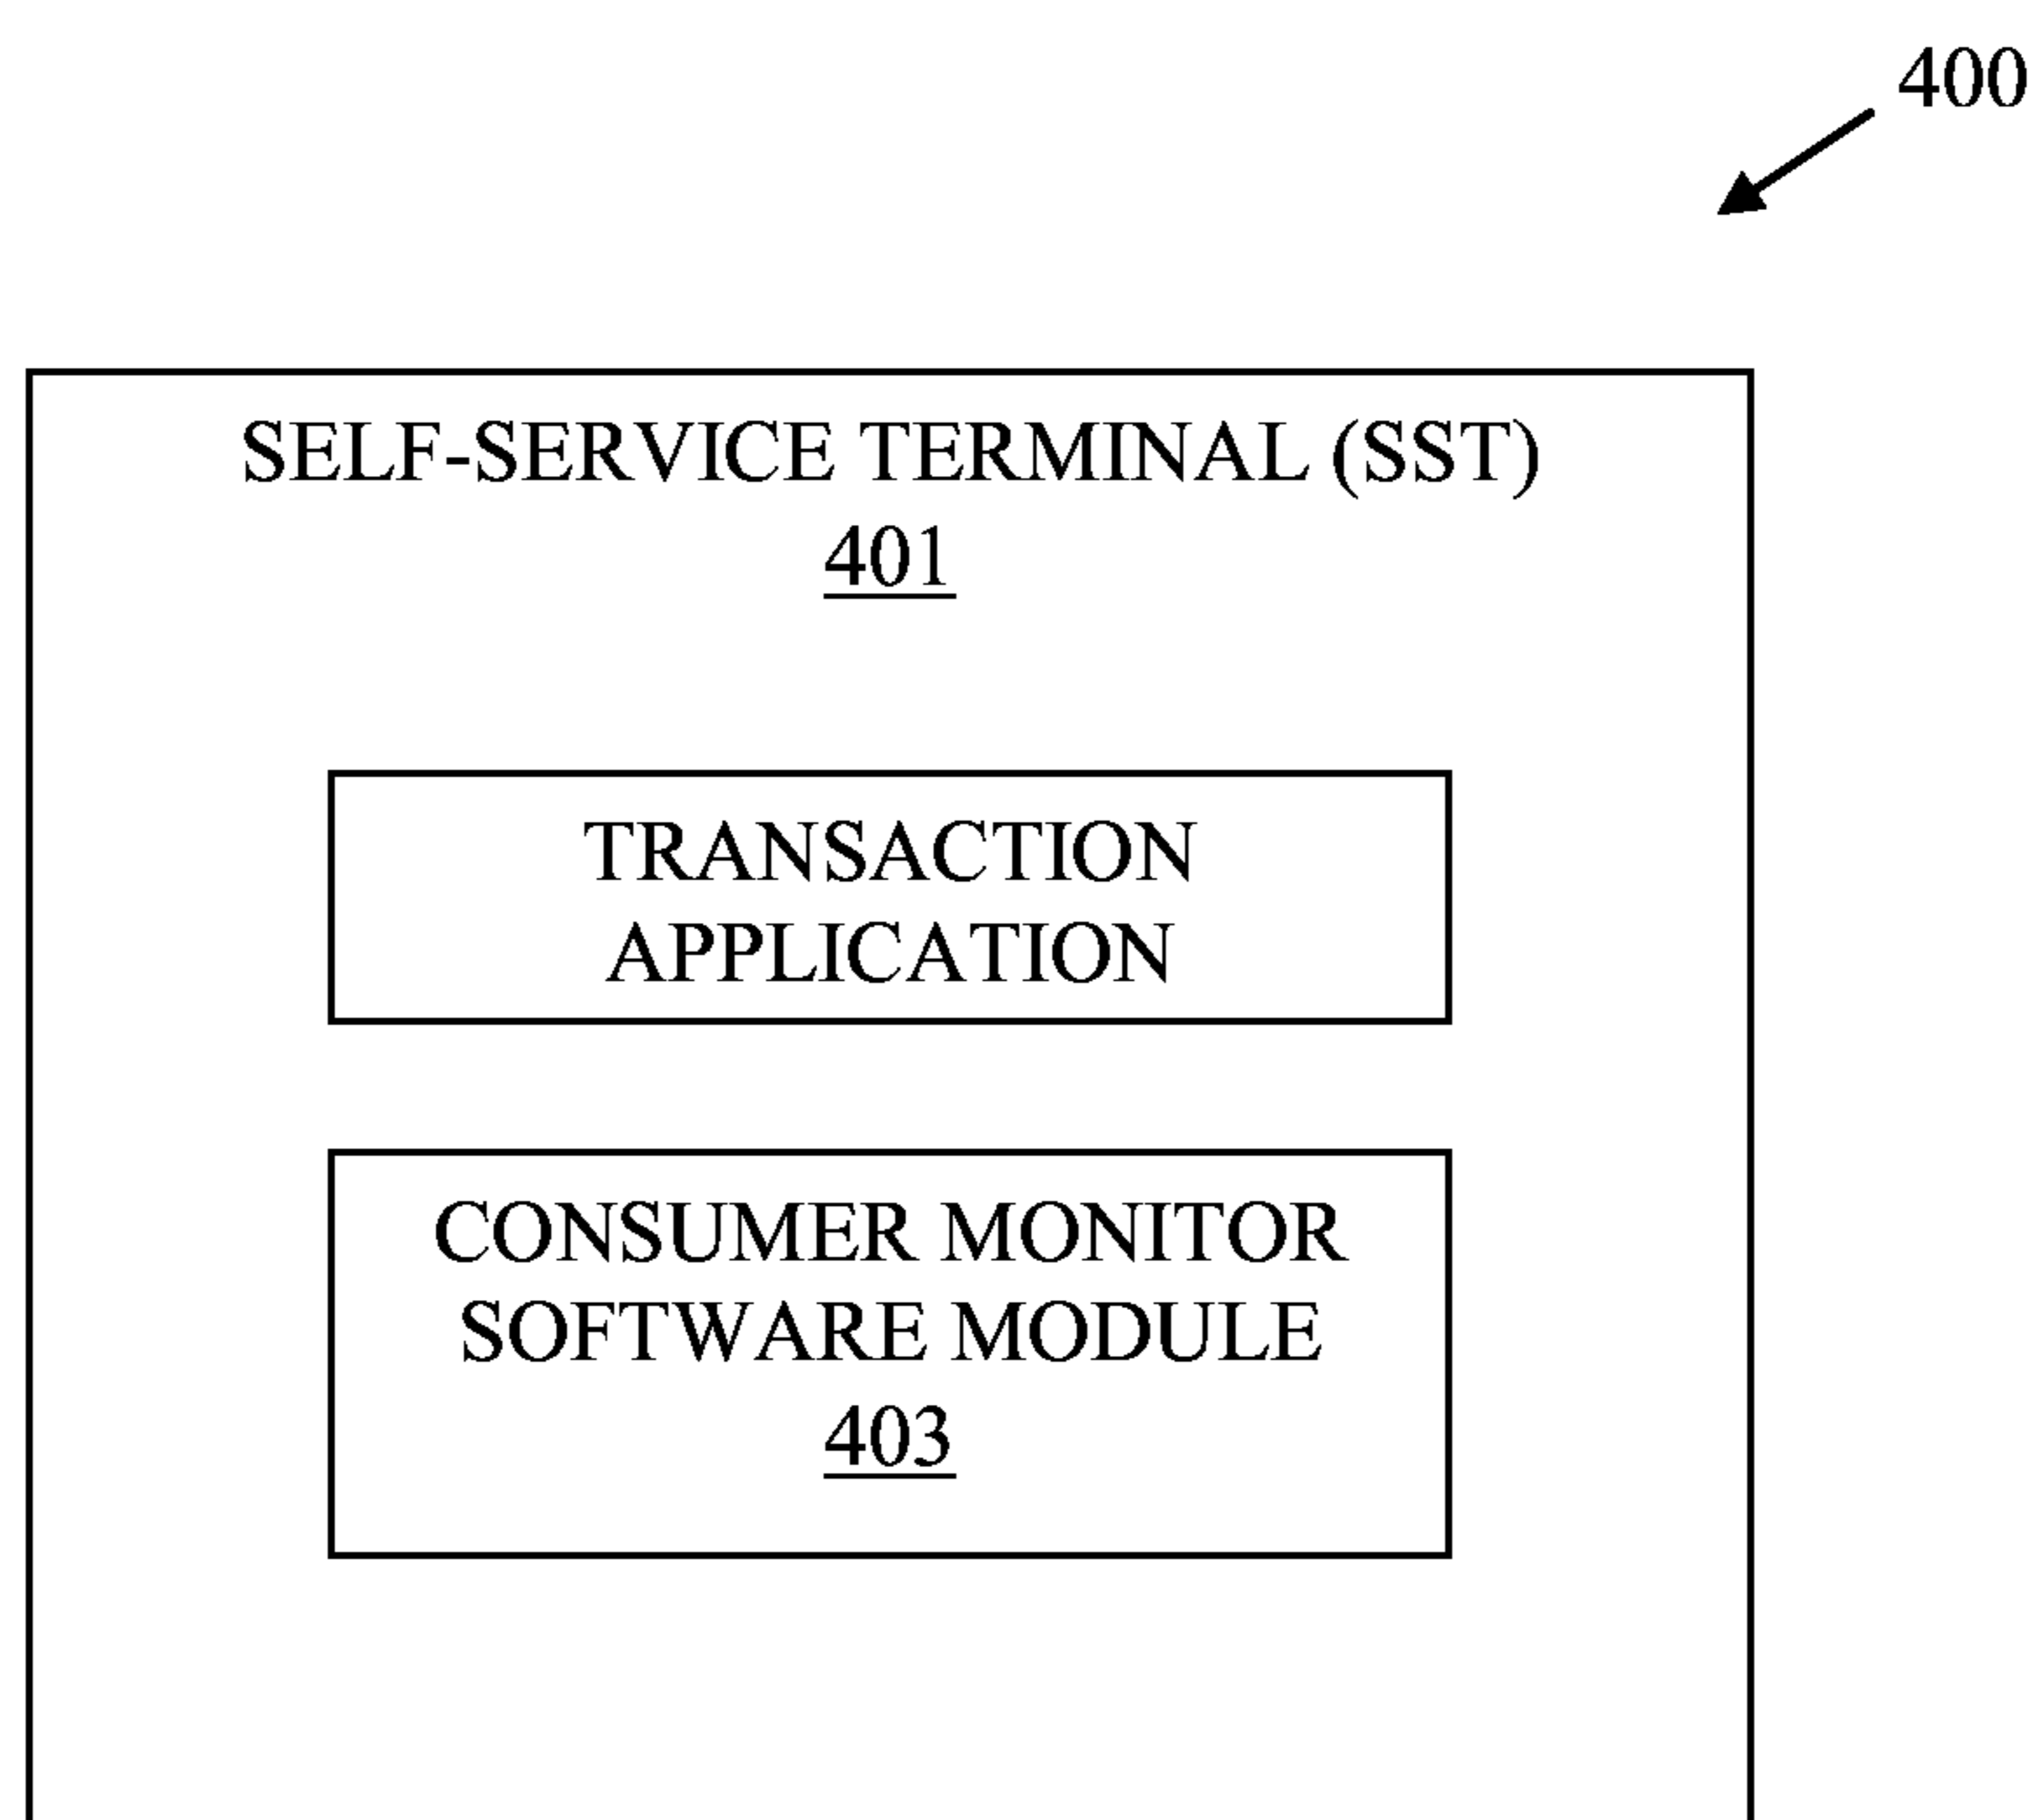 400
SELF-SERVICE TERMINAL (SST)
401
TRANSACTION
APPLICATION
CONSUMER MONITOR
SOFTWARE MODULE
403